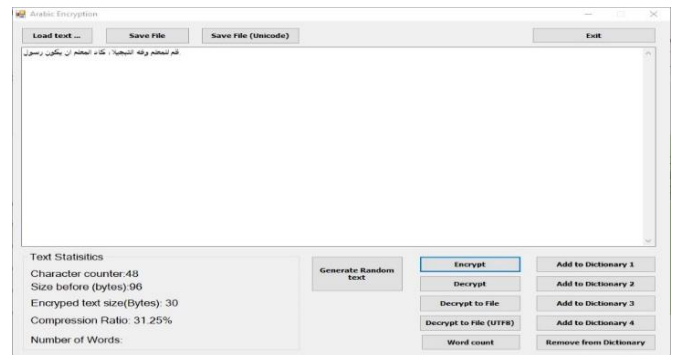 Arabic Encryption
Load text ... Save File Save File (Unicode) Exit
قم للمعلم وفه التبجيلا ، كاد المعلم ان يكون رسول
Text Statisitics
Character counter:48
Size before (bytes):96
Encryped text size(Bytes): 30
Compression Ratio: 31.25%
Number of Words:
Generate Random
text
Encrypt
Decrypt
Decrypt to File
Decrypt to File (UTF8)
Word count
Add to Dictionary 1
Add to Dictionary 2
Add to Dictionary 3
Add to Dictionary 4
Remove from Dictionary